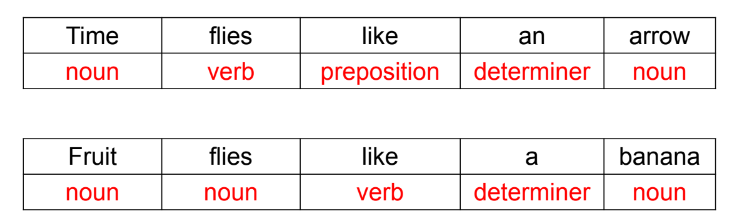 Time flies like an arrow
noun verb preposition determiner noun
Fruit flies like a banana
noun noun verb determiner noun